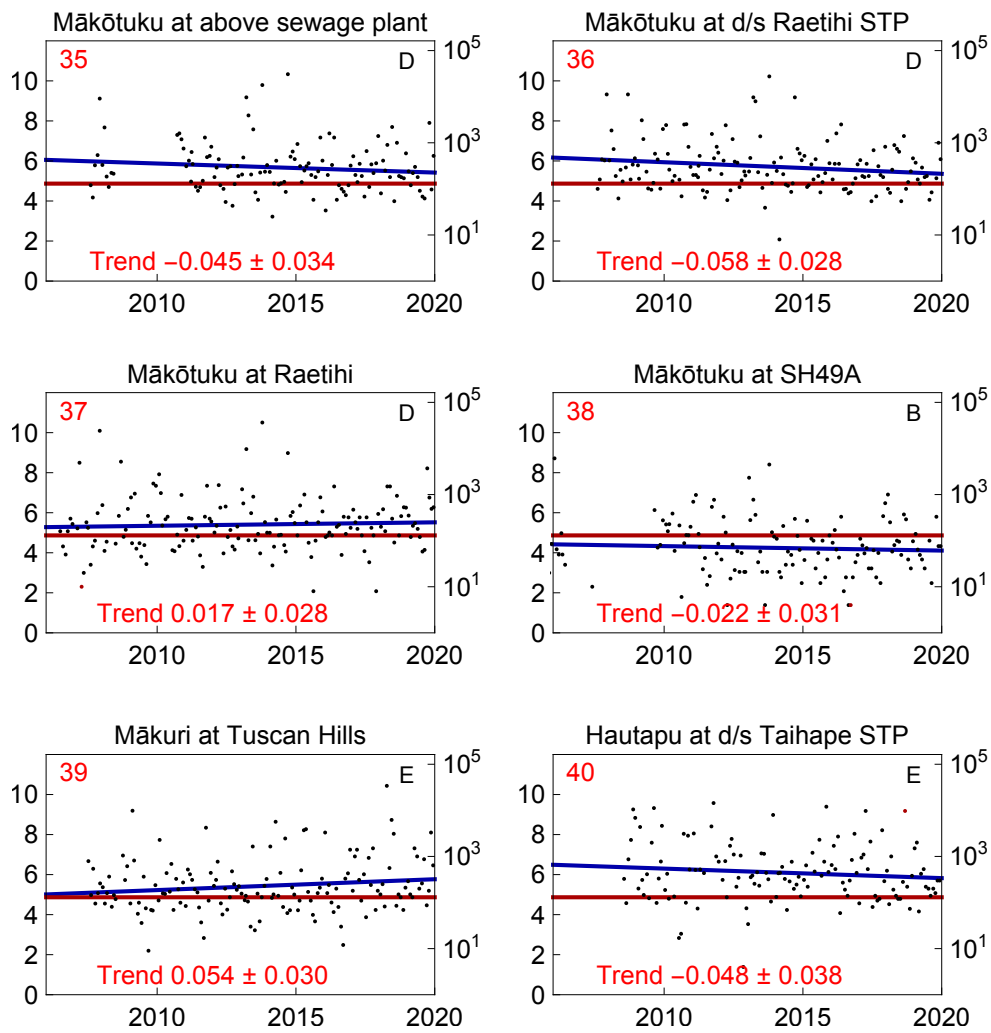 Mākōtuku at above sewage plant
35
D
10
8
6
4
2
0
10^5
10^3
10^1
Trend −0.045 ± 0.034
2010 2015 2020
Mākōtuku at d/s Raetihi STP
36
D
10
8
6
4
2
0
10^5
10^3
10^1
Trend −0.058 ± 0.028
2010 2015 2020
Mākōtuku at Raetihi
37
D
10
8
6
4
2
0
10^5
10^3
10^1
Trend 0.017 ± 0.028
2010 2015 2020
Mākōtuku at SH49A
38
B
10
8
6
4
2
0
10^5
10^3
10^1
Trend −0.022 ± 0.031
2010 2015 2020
Mākuri at Tuscan Hills
39
E
10
8
6
4
2
0
10^5
10^3
10^1
Trend 0.054 ± 0.030
2010 2015 2020
Hautapu at d/s Taihape STP
40
E
10
8
6
4
2
0
10^5
10^3
10^1
Trend −0.048 ± 0.038
2010 2015 2020